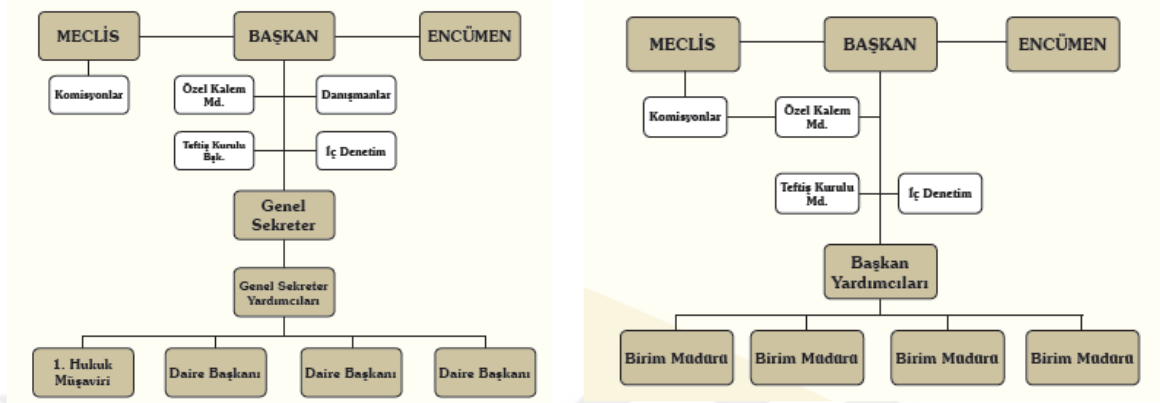 MECLİS
BAŞKAN
ENCÜMEN
Komisyonlar
Özel Kalem
Md.
Danışmanlar
Teftiş Kurulu
Bşk.
İç Denetim
Genel
Sekreter
Genel Sekreter
Yardımcıları
1. Hukuk
Müşaviri
Daire Başkanı
Daire Başkanı
Daire Başkanı
MECLİS
BAŞKAN
ENCÜMEN
Komisyonlar
Özel Kalem
Md.
Teftiş Kurulu
Md.
İç Denetim
Başkan
Yardımcıları
Birim Müdürü
Birim Müdürü
Birim Müdürü
Birim Müdürü